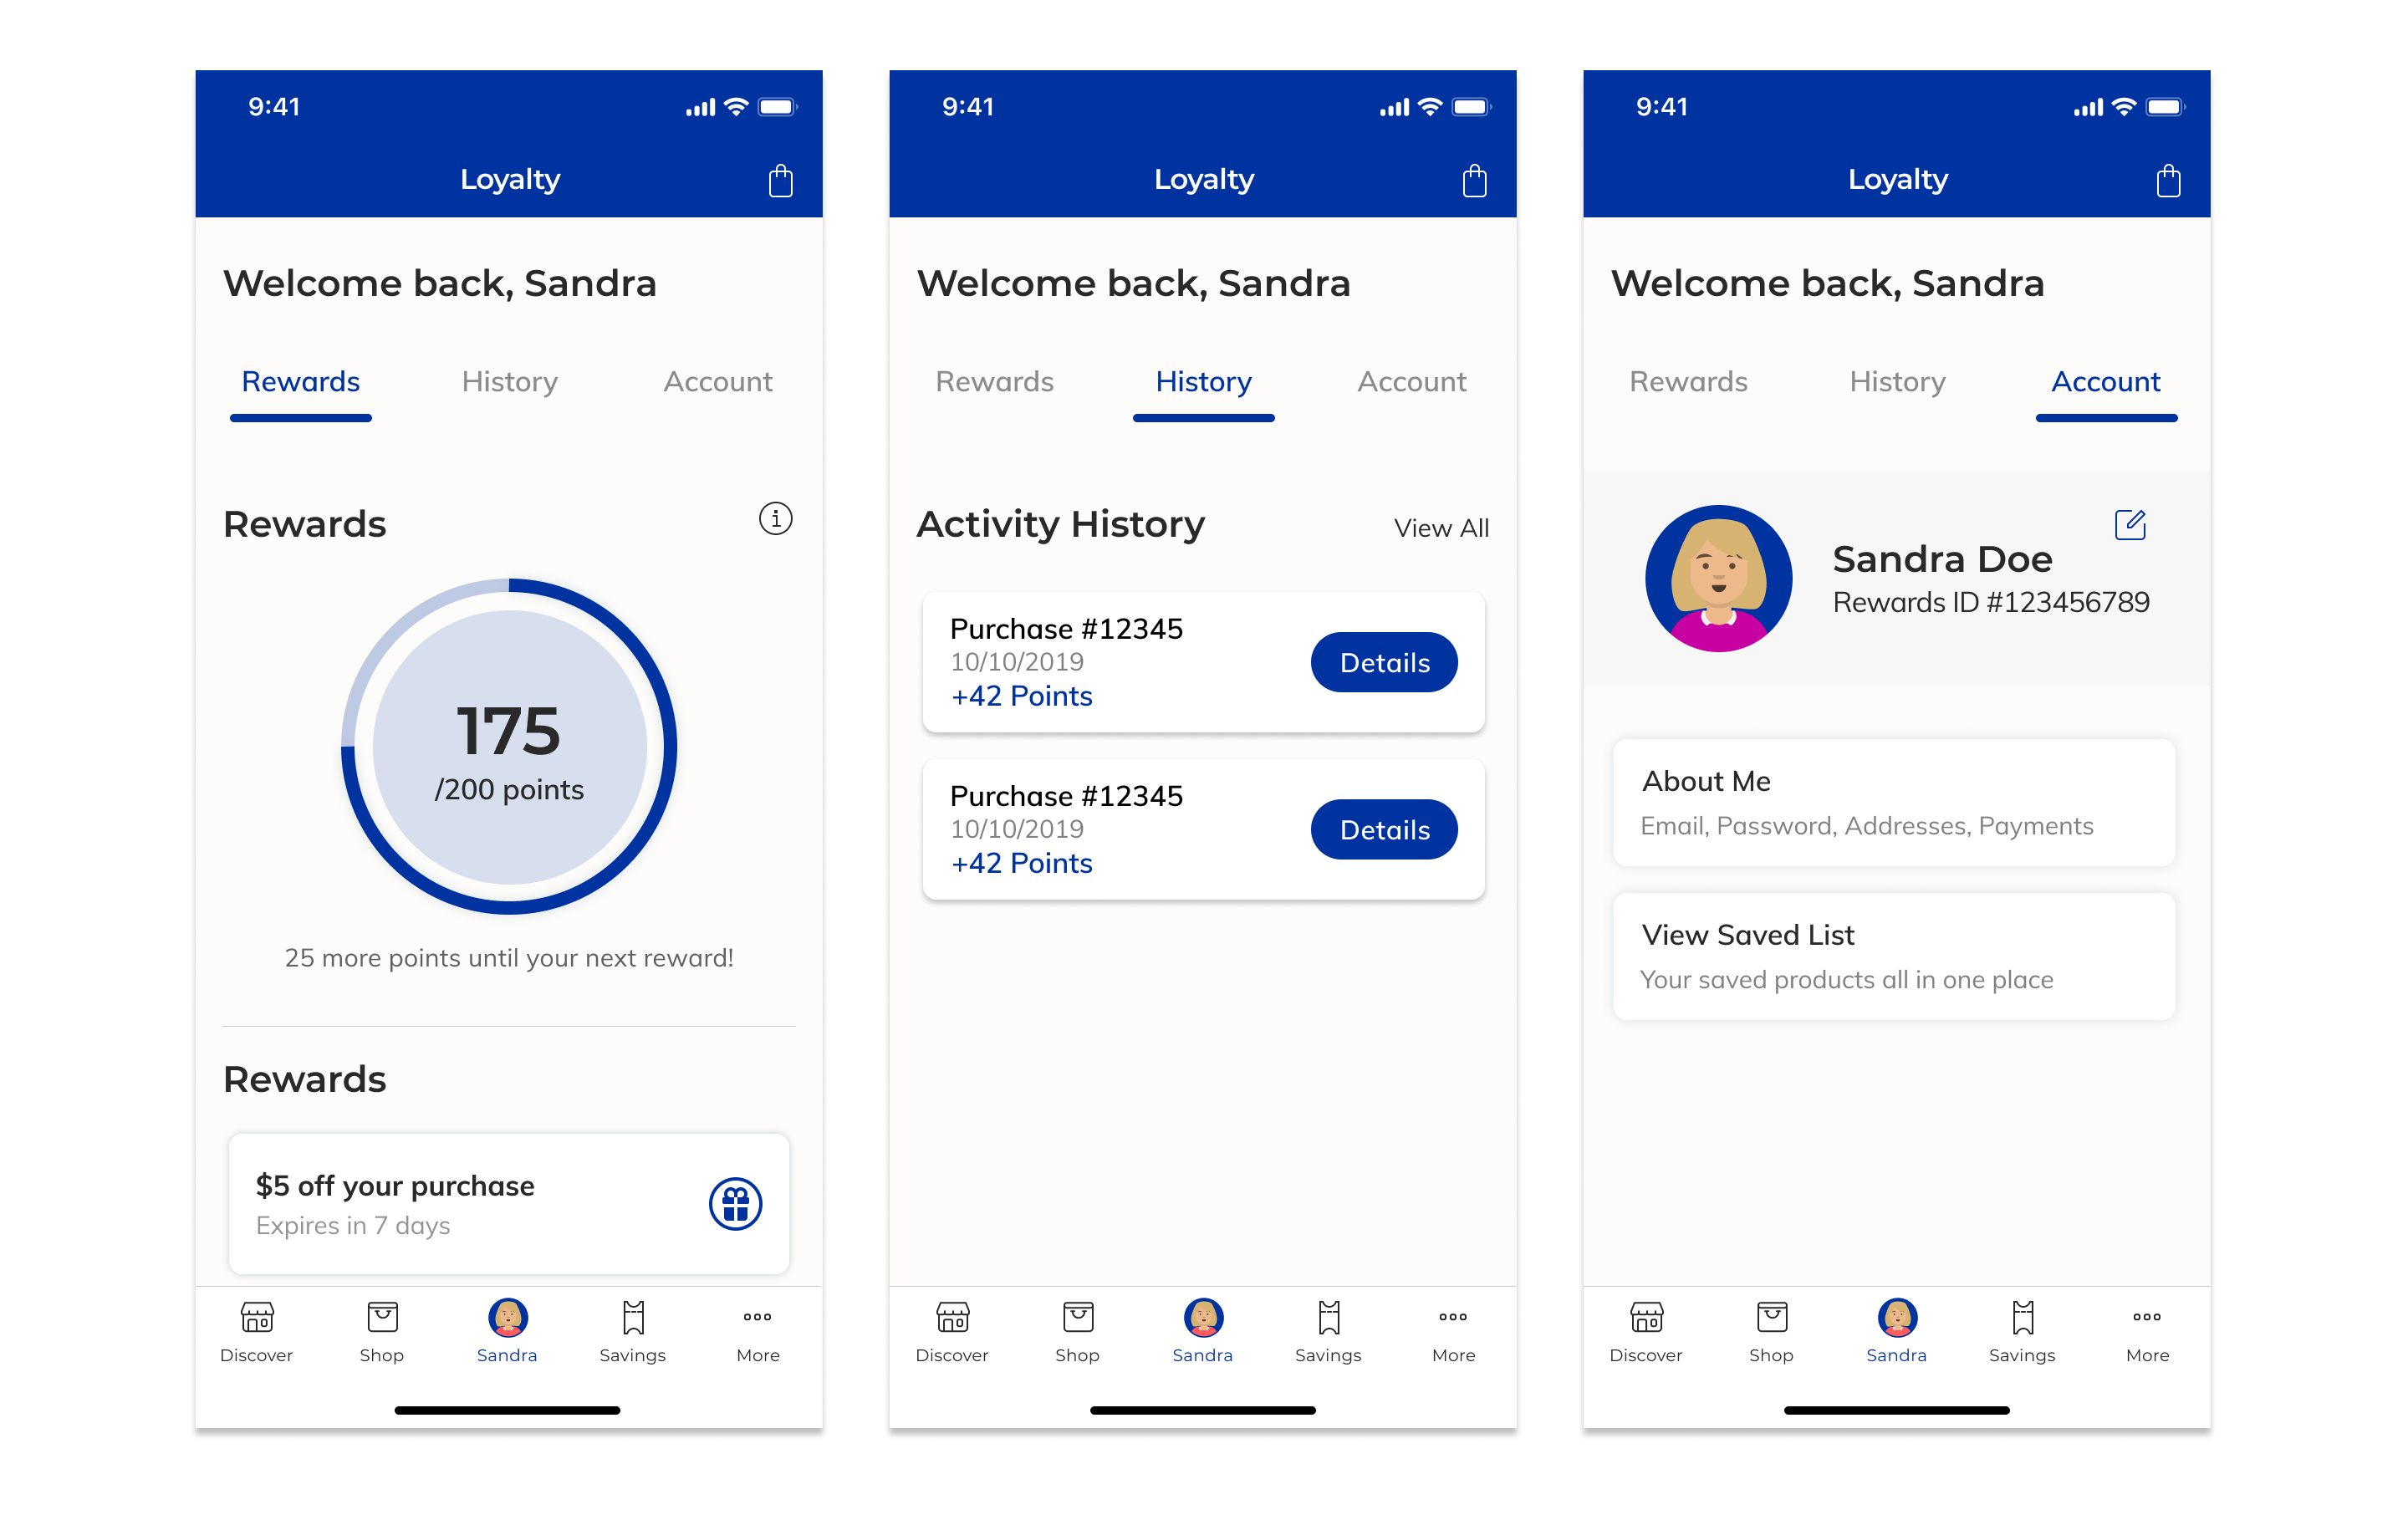 9:41
Loyalty
Welcome back, Sandra
Rewards History Account
Rewards
175
/200 points
25 more points until your next reward!
Rewards
$5 off your purchase
Expires in 7 days
Discover Shop Sandra Savings More
9:41
Loyalty
Welcome back, Sandra
Rewards History Account
Activity History View All
Purchase #12345
10/10/2019
+42 Points
Details
Purchase #12345
10/10/2019
+42 Points
Details
Discover Shop Sandra Savings More
9:41
Loyalty
Welcome back, Sandra
Rewards History Account
Sandra Doe
Rewards ID #123456789
About Me
Email, Password, Addresses, Payments
View Saved List
Your saved products all in one place
Discover Shop Sandra Savings More